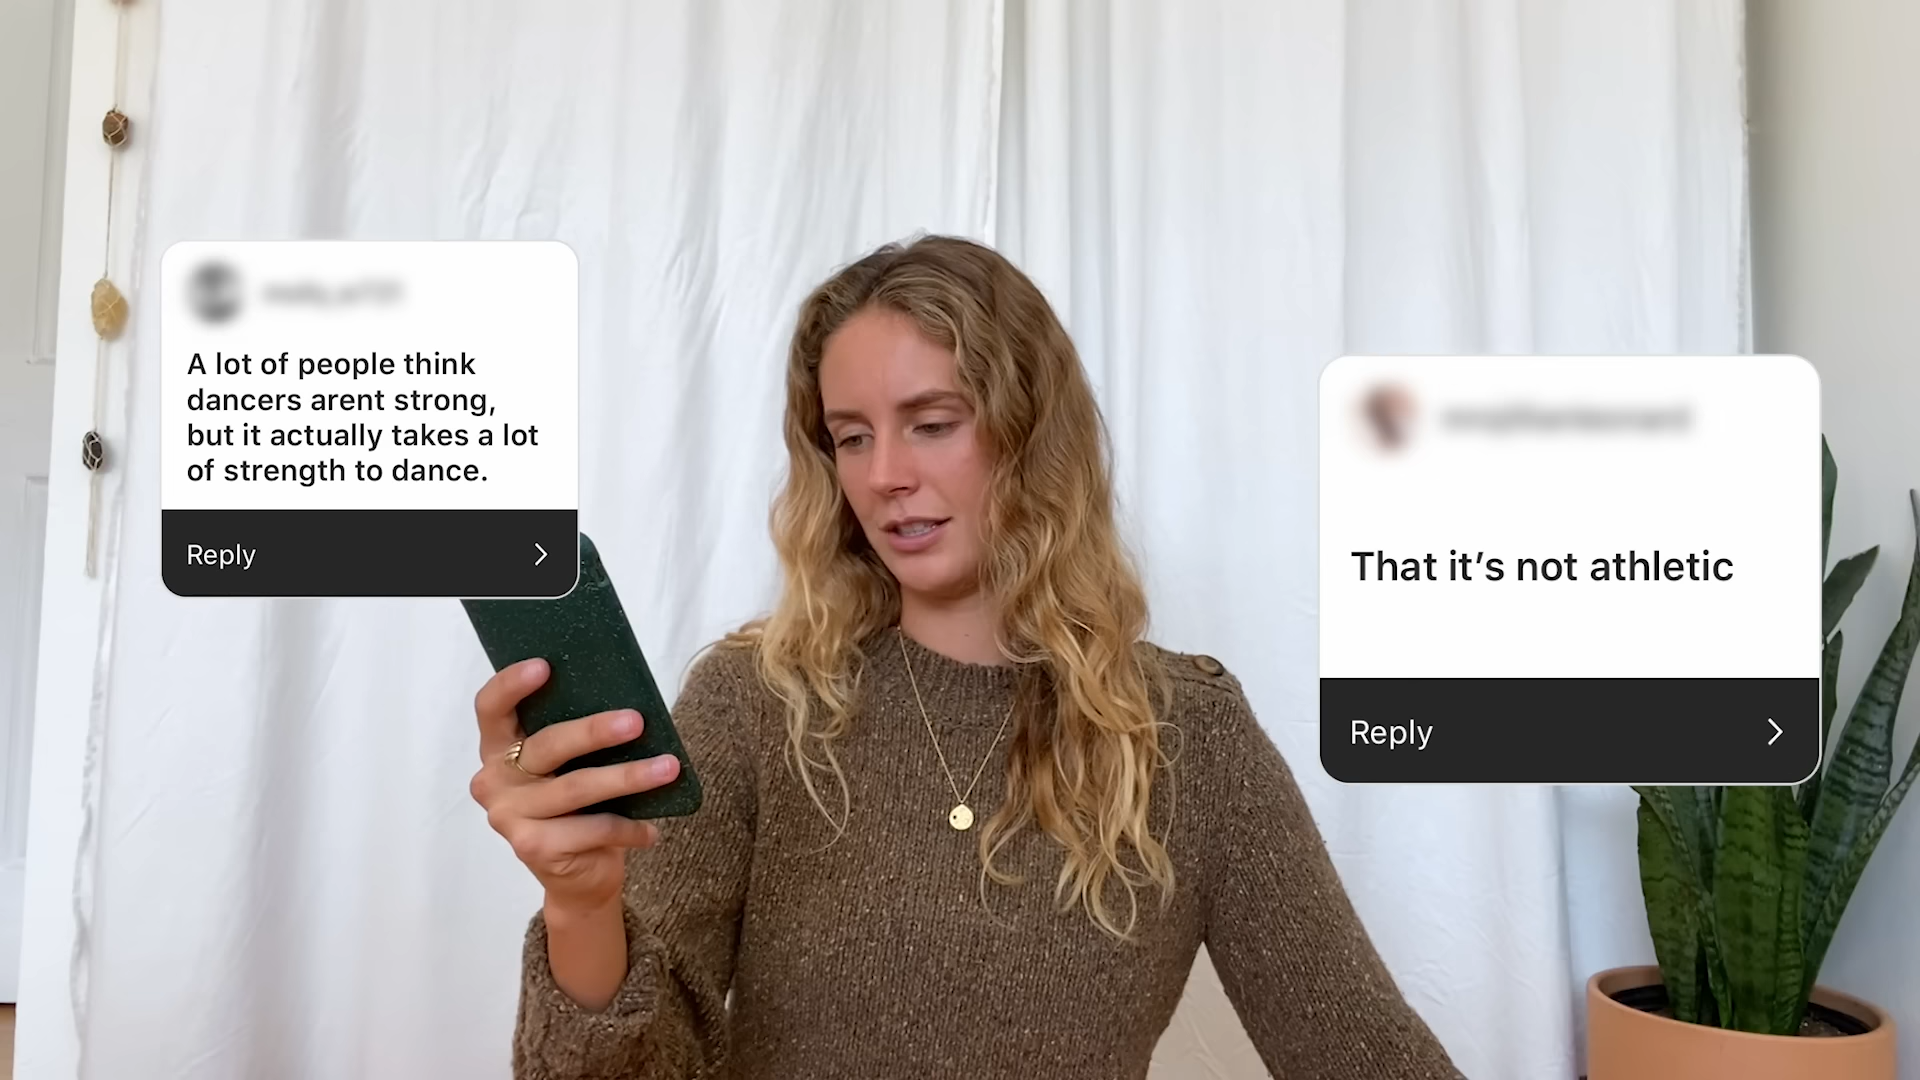 A lot of people think
dancers arent strong,
but it actually takes a lot
of strength to dance.
Reply
That it’s not athletic
Reply